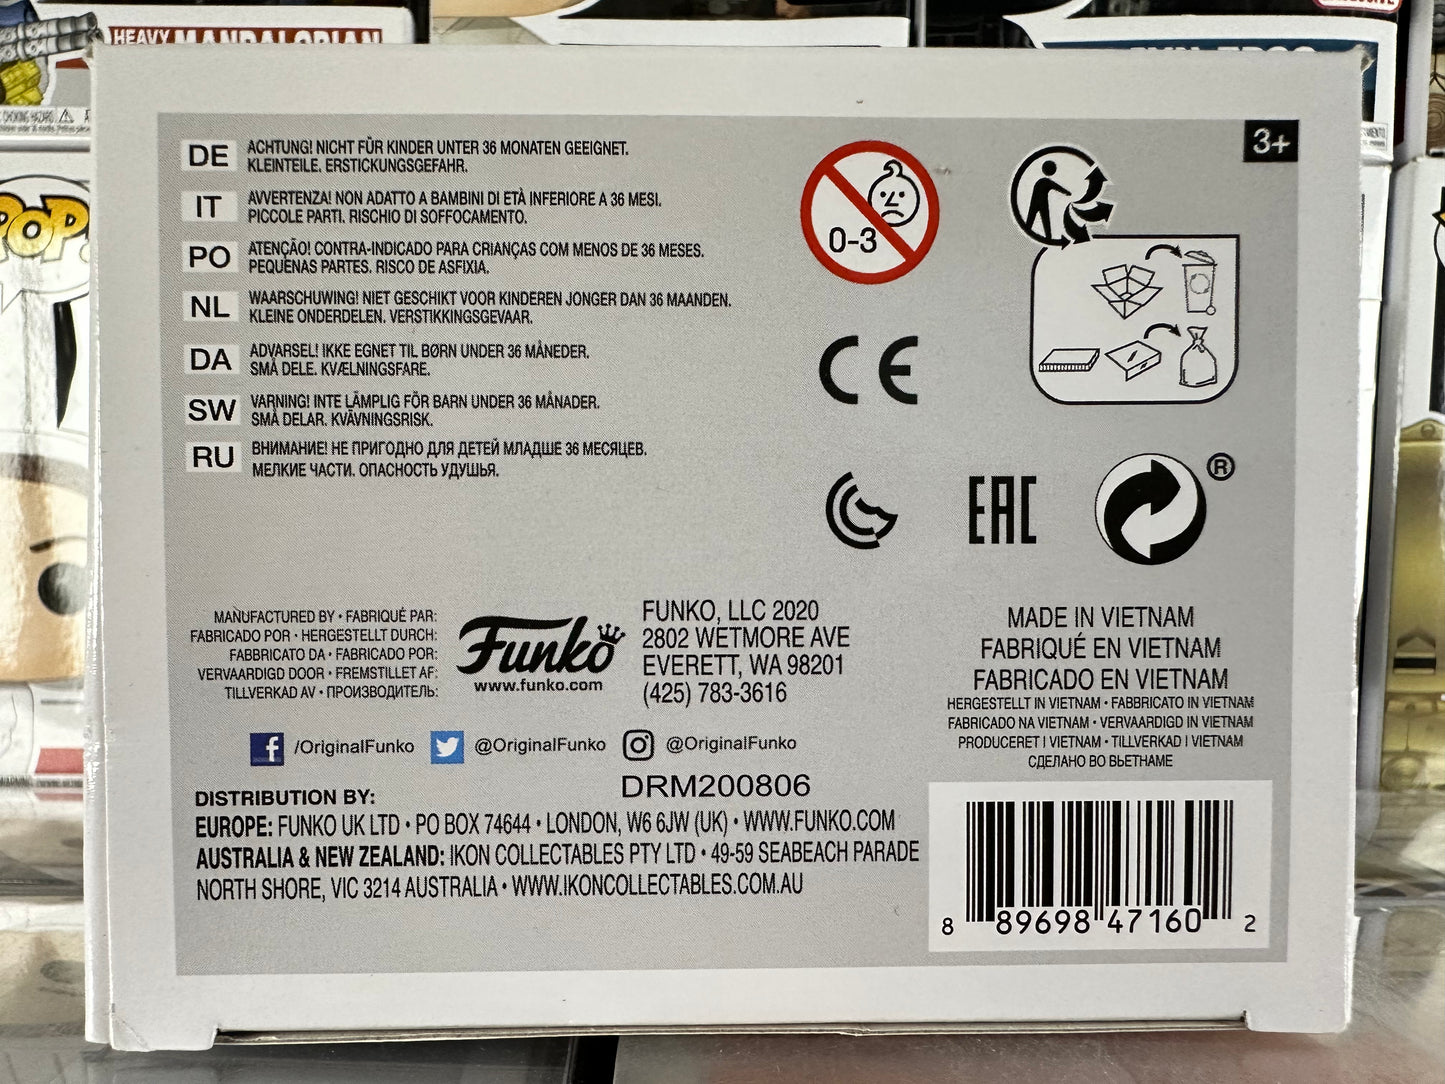 HEAVY MANDALORIAN
POP!
3+
DE ACHTUNG! NICHT FÜR KINDER UNTER 36 MONATEN GEEIGNET.
KLEINTEILE. ERSTICKUNGSGEFAHR.
IT AVVERTENZA! NON ADATTO A BAMBINI DI ETÀ INFERIORE A 36 MESI.
PICCOLE PARTI. RISCHIO DI SOFFOCAMENTO.
PO ATENÇÃO! CONTRA-INDICADO PARA CRIANÇAS COM MENOS DE 36 MESES.
PEQUENAS PARTES. RISCO DE ASFIXIA.
NL WAARSCHUWING! NIET GESCHIKT VOOR KINDEREN JONGER DAN 36 MAANDEN.
KLEINE ONDERDELEN. VERSTIKKINGSGEVAAR.
DA ADVARSEL! IKKE EGNET TIL BØRN UNDER 36 MÅNEDER.
SMÅ DELE. KVÆLNINGSFARE.
SW VARNING! INTE LÄMPLIG FÖR BARN UNDER 36 MÅNADER.
SMÅ DELAR. KVÄVNINGSRISK.
RU ВНИМАНИЕ! НЕ ПРИГОДНО ДЛЯ ДЕТЕЙ МЛАДШЕ 36 МЕСЯЦЕВ.
МЕЛКИЕ ЧАСТИ. ОПАСНОСТЬ УДУШЬЯ.
0-3
CE
EAC
®
MANUFACTURED BY • FABRIQUÉ PAR:
FABRICADO POR • HERGESTELLT DURCH:
FABBRICATO DA • FABRICADO POR:
VERVAARDIGD DOOR • FREMSTILLET AF:
TILLVERKAD AV • ПРОИЗВОДИТЕЛЬ:
Funko
www.funko.com
FUNKO, LLC 2020
2802 WETMORE AVE
EVERETT, WA 98201
(425) 783-3616
MADE IN VIETNAM
FABRIQUÉ EN VIETNAM
FABRICADO EN VIETNAM
HERGESTELLT IN VIETNAM • FABBRICATO IN VIETNAM
FABRICADO NA VIETNAM • VERVAARDIGD IN VIETNAM
PRODUCERET I VIETNAM • TILLVERKAD I VIETNAM
СДЕЛАНО ВО ВЬЕТНАМЕ
f /OriginalFunko @OriginalFunko @OriginalFunko
DRM200806
DISTRIBUTION BY:
EUROPE: FUNKO UK LTD • PO BOX 74644 • LONDON, W6 6JW (UK) • WWW.FUNKO.COM
AUSTRALIA & NEW ZEALAND: IKON COLLECTABLES PTY LTD • 49-59 SEABEACH PARADE
NORTH SHORE, VIC 3214 AUSTRALIA • WWW.IKONCOLLECTABLES.COM.AU
8 89698 47160 2